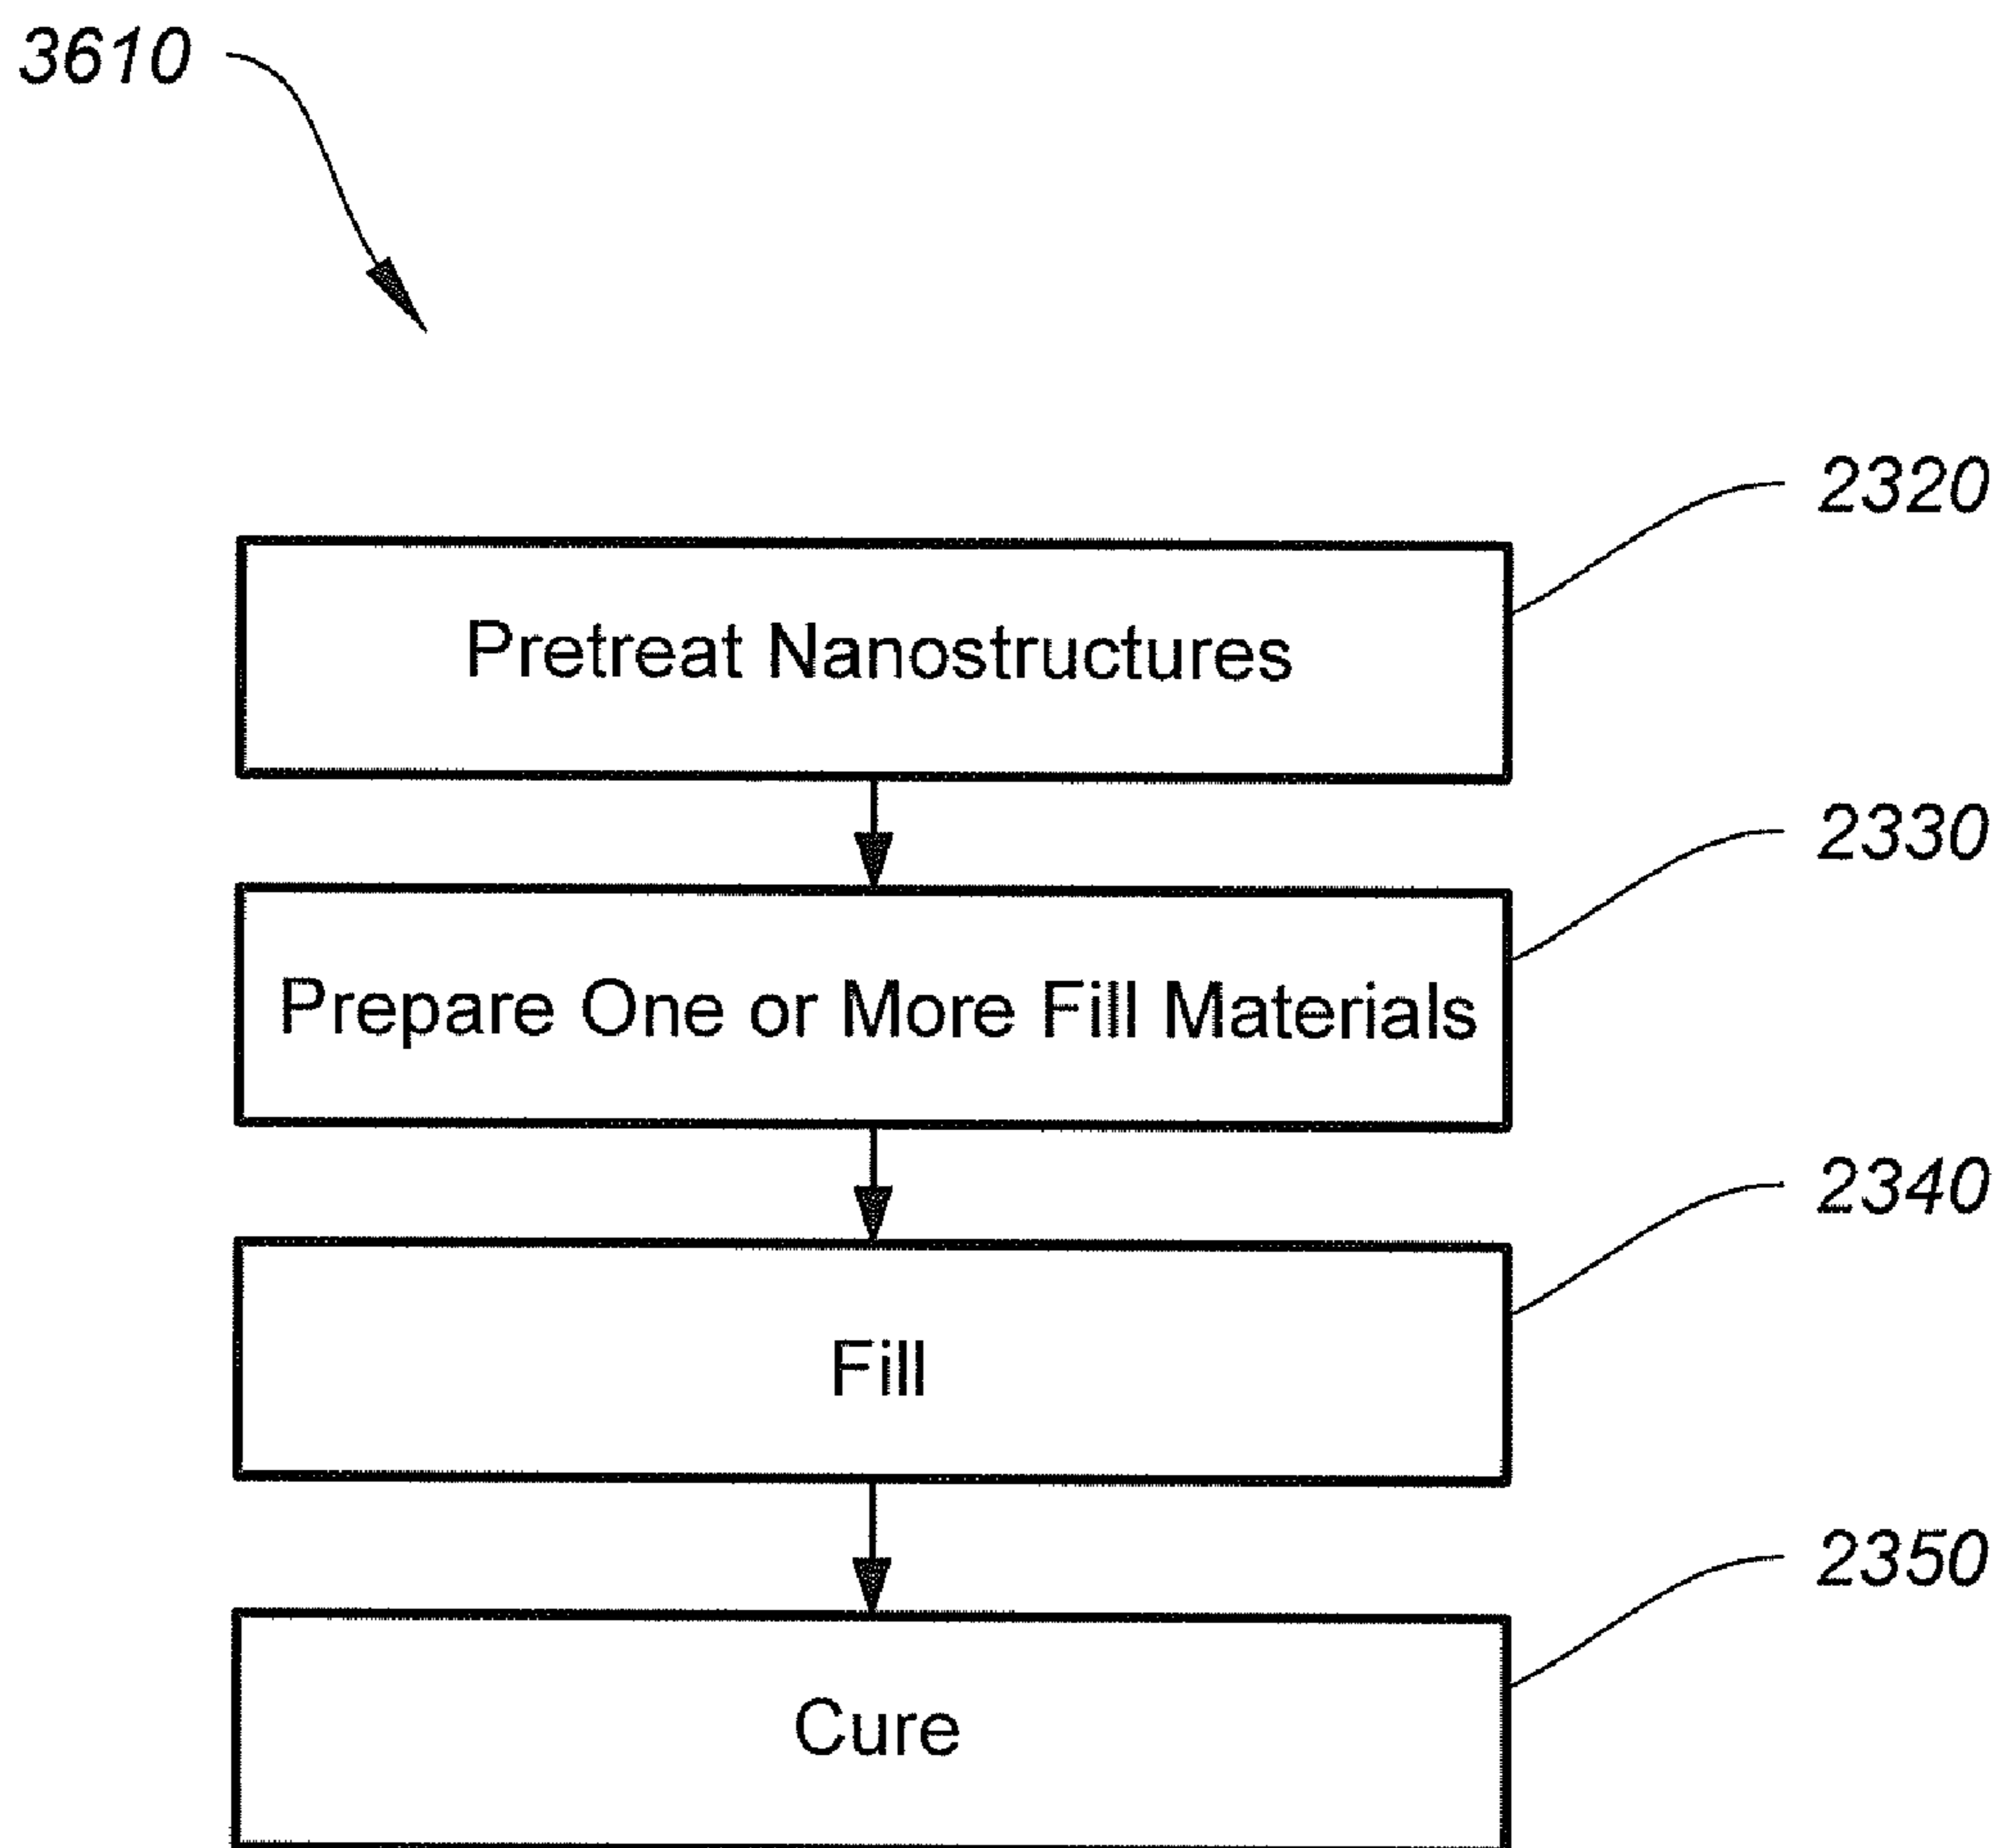 3610
2320
Pretreat Nanostructures
2330
Prepare One or More Fill Materials
2340
Fill
2350
Cure